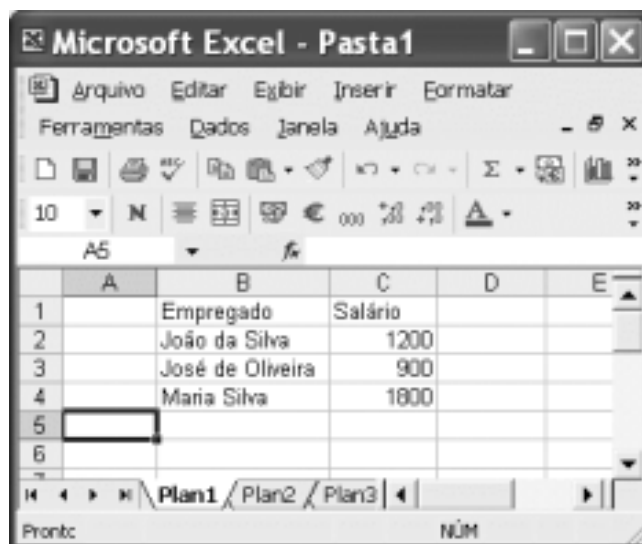 Microsoft Excel - Pasta1
Arquivo Editar Exibir Inserir Formatar
Ferramentas Dados Janela Ajuda
10 N 000 A
A5 fx
A B C D E
1 Empregado Salário
2 João da Silva 1200
3 José de Oliveira 900
4 Maria Silva 1800
5
6
Plan1 Plan2 Plan3
NÚM